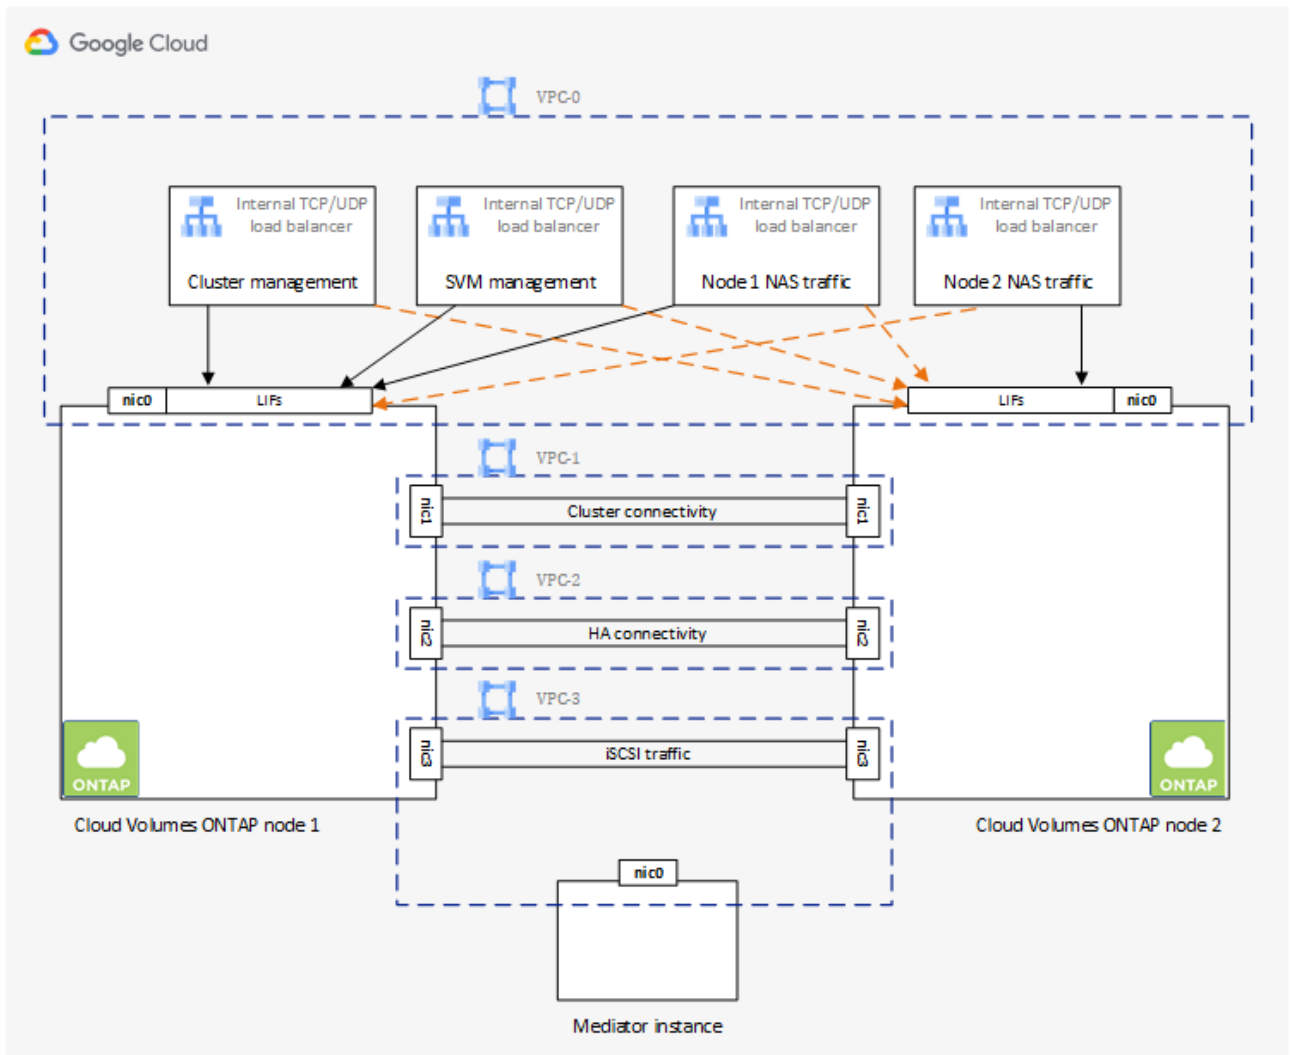 Google Cloud
VPC-0
Internal TCP/UDP
load balancer
Cluster management
Internal TCP/UDP
load balancer
SVM management
Internal TCP/UDP
load balancer
Node 1 NAS traffic
Internal TCP/UDP
load balancer
Node 2 NAS traffic
nic0
LIFs
LIFs
nic0
VPC-1
nic1
Cluster connectivity
nic1
VPC-2
nic2
HA connectivity
nic2
VPC-3
nic3
iSCSI traffic
nic3
ONTAP
ONTAP
Cloud Volumes ONTAP node 1
Cloud Volumes ONTAP node 2
nic0
Mediator instance